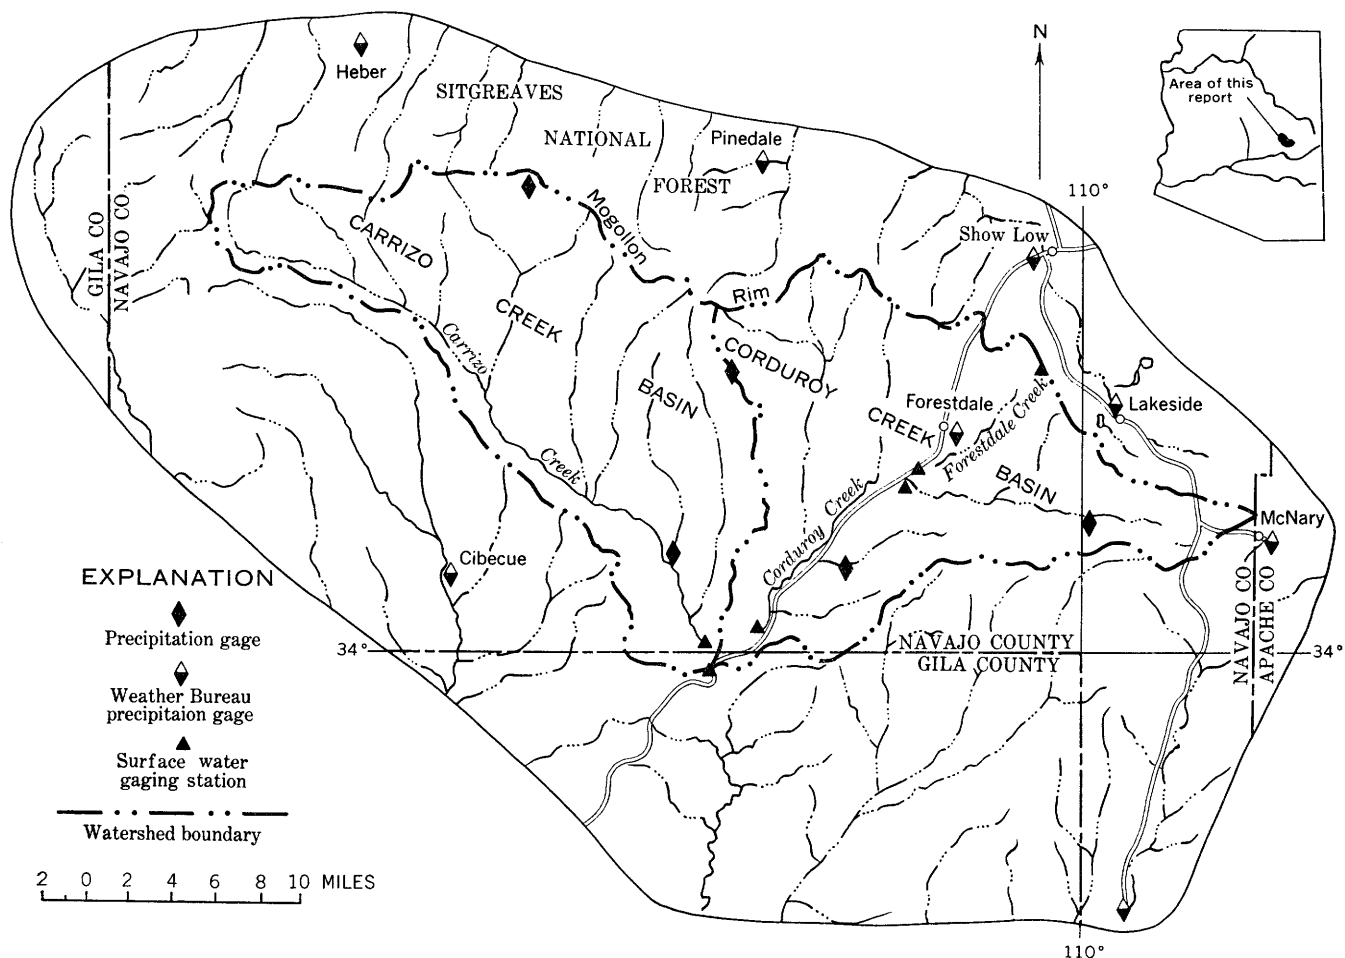 Heber
SITGREAVES
NATIONAL
FOREST
Pinedale
N
Area of this
report
110°
Show Low
GILA CO
NAVAJO CO
CARRIZO
CREEK
BASIN
Mogollon
Rim
Carrizo
Creek
CORDUROY
CREEK
BASIN
Forestdale
Forestdale Creek
Lakeside
Corduroy Creek
McNary
Cibecue
NAVAJO CO
APACHE CO
34°
NAVAJO COUNTY
GILA COUNTY
34°
EXPLANATION
Precipitation gage
Weather Bureau
precipitaion gage
Surface water
gaging station
Watershed boundary
2 0 2 4 6 8 10 MILES
110°